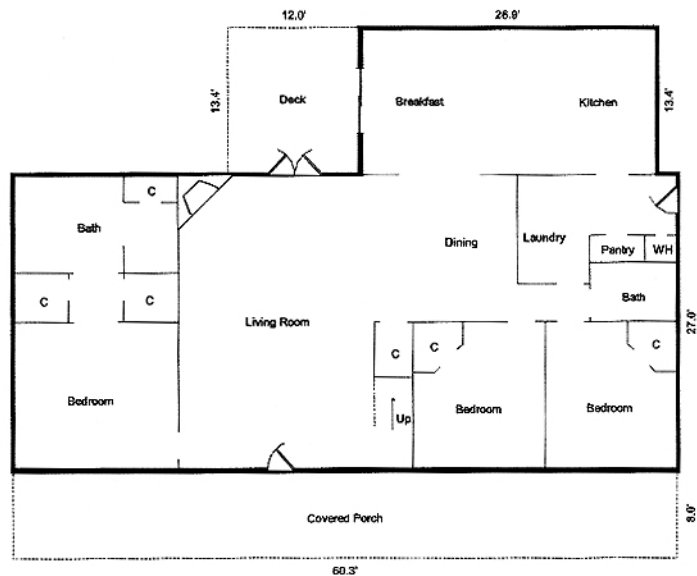 12.0'
26.9'
13.4'
Deck
Breakfast
Kitchen
13.4'
C
Bath
Dining
Laundry
Pantry
WH
C
C
Bath
Living Room
27.0'
C
C
C
Bedroom
Up
Bedroom
Bedroom
Covered Porch
8.0'
60.3'